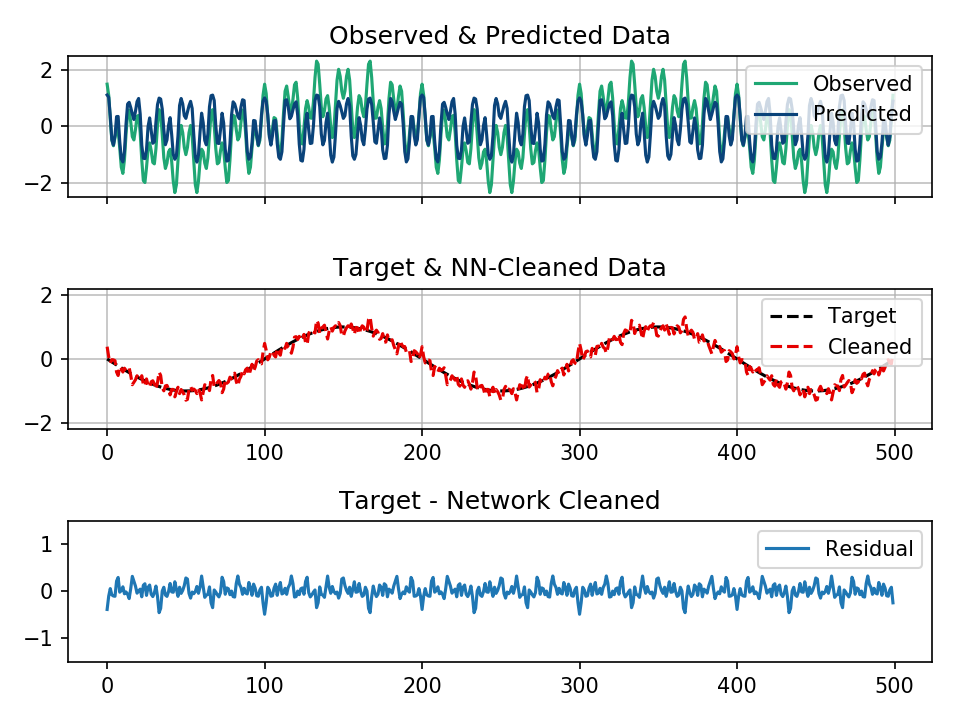 Observed & Predicted Data
2
0
−2
Observed
Predicted
Target & NN-Cleaned Data
2
0
−2
Target
Cleaned
0 100 200 300 400 500
Target - Network Cleaned
1
0
−1
Residual
0 100 200 300 400 500